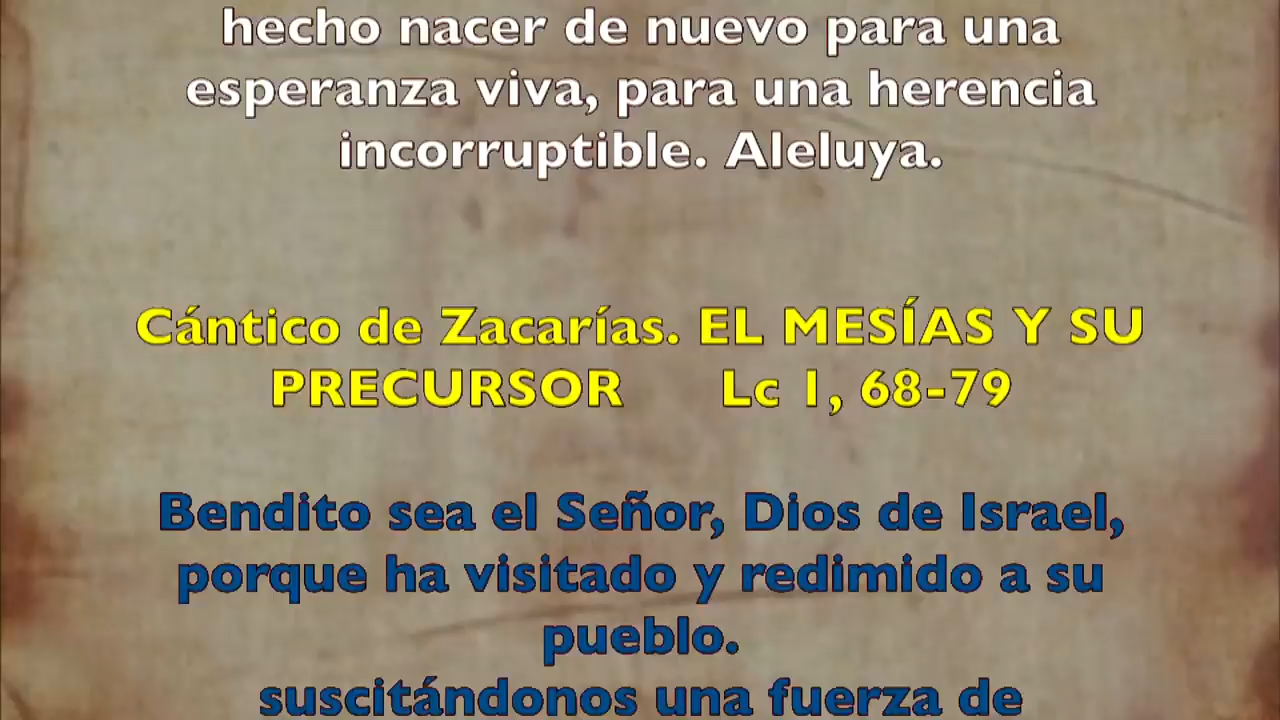 hecho nacer de nuevo para una
esperanza viva, para una herencia
incorruptible. Aleluya.
Cántico de Zacarías. EL MESÍAS Y SU
PRECURSOR Lc 1, 68-79
Bendito sea el Señor, Dios de Israel,
porque ha visitado y redimido a su
pueblo.
suscitándonos una fuerza de